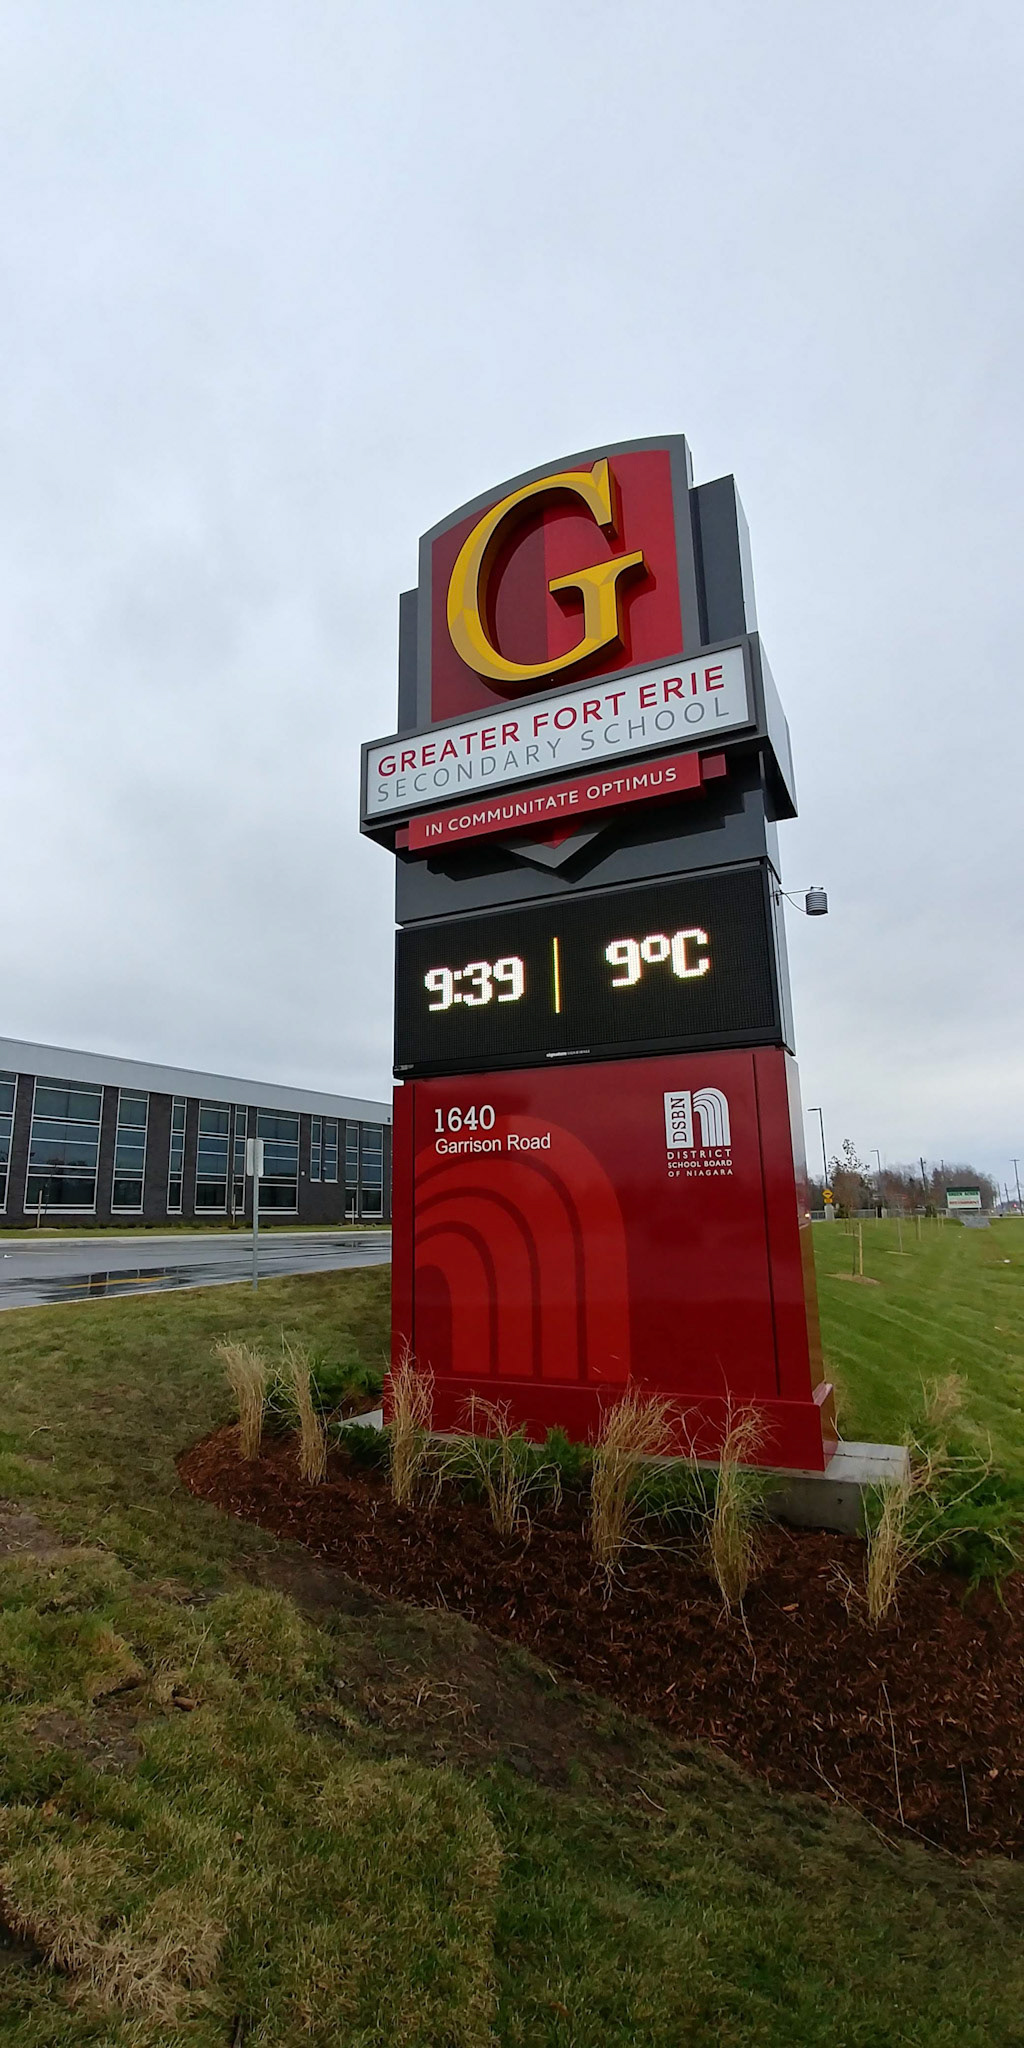 G
GREATER FORT ERIE
SECONDARY SCHOOL
IN COMMUNITATE OPTIMUS
9:39 9°C
1640
Garrison Road
DSBN
DISTRICT
SCHOOL BOARD
OF NIAGARA